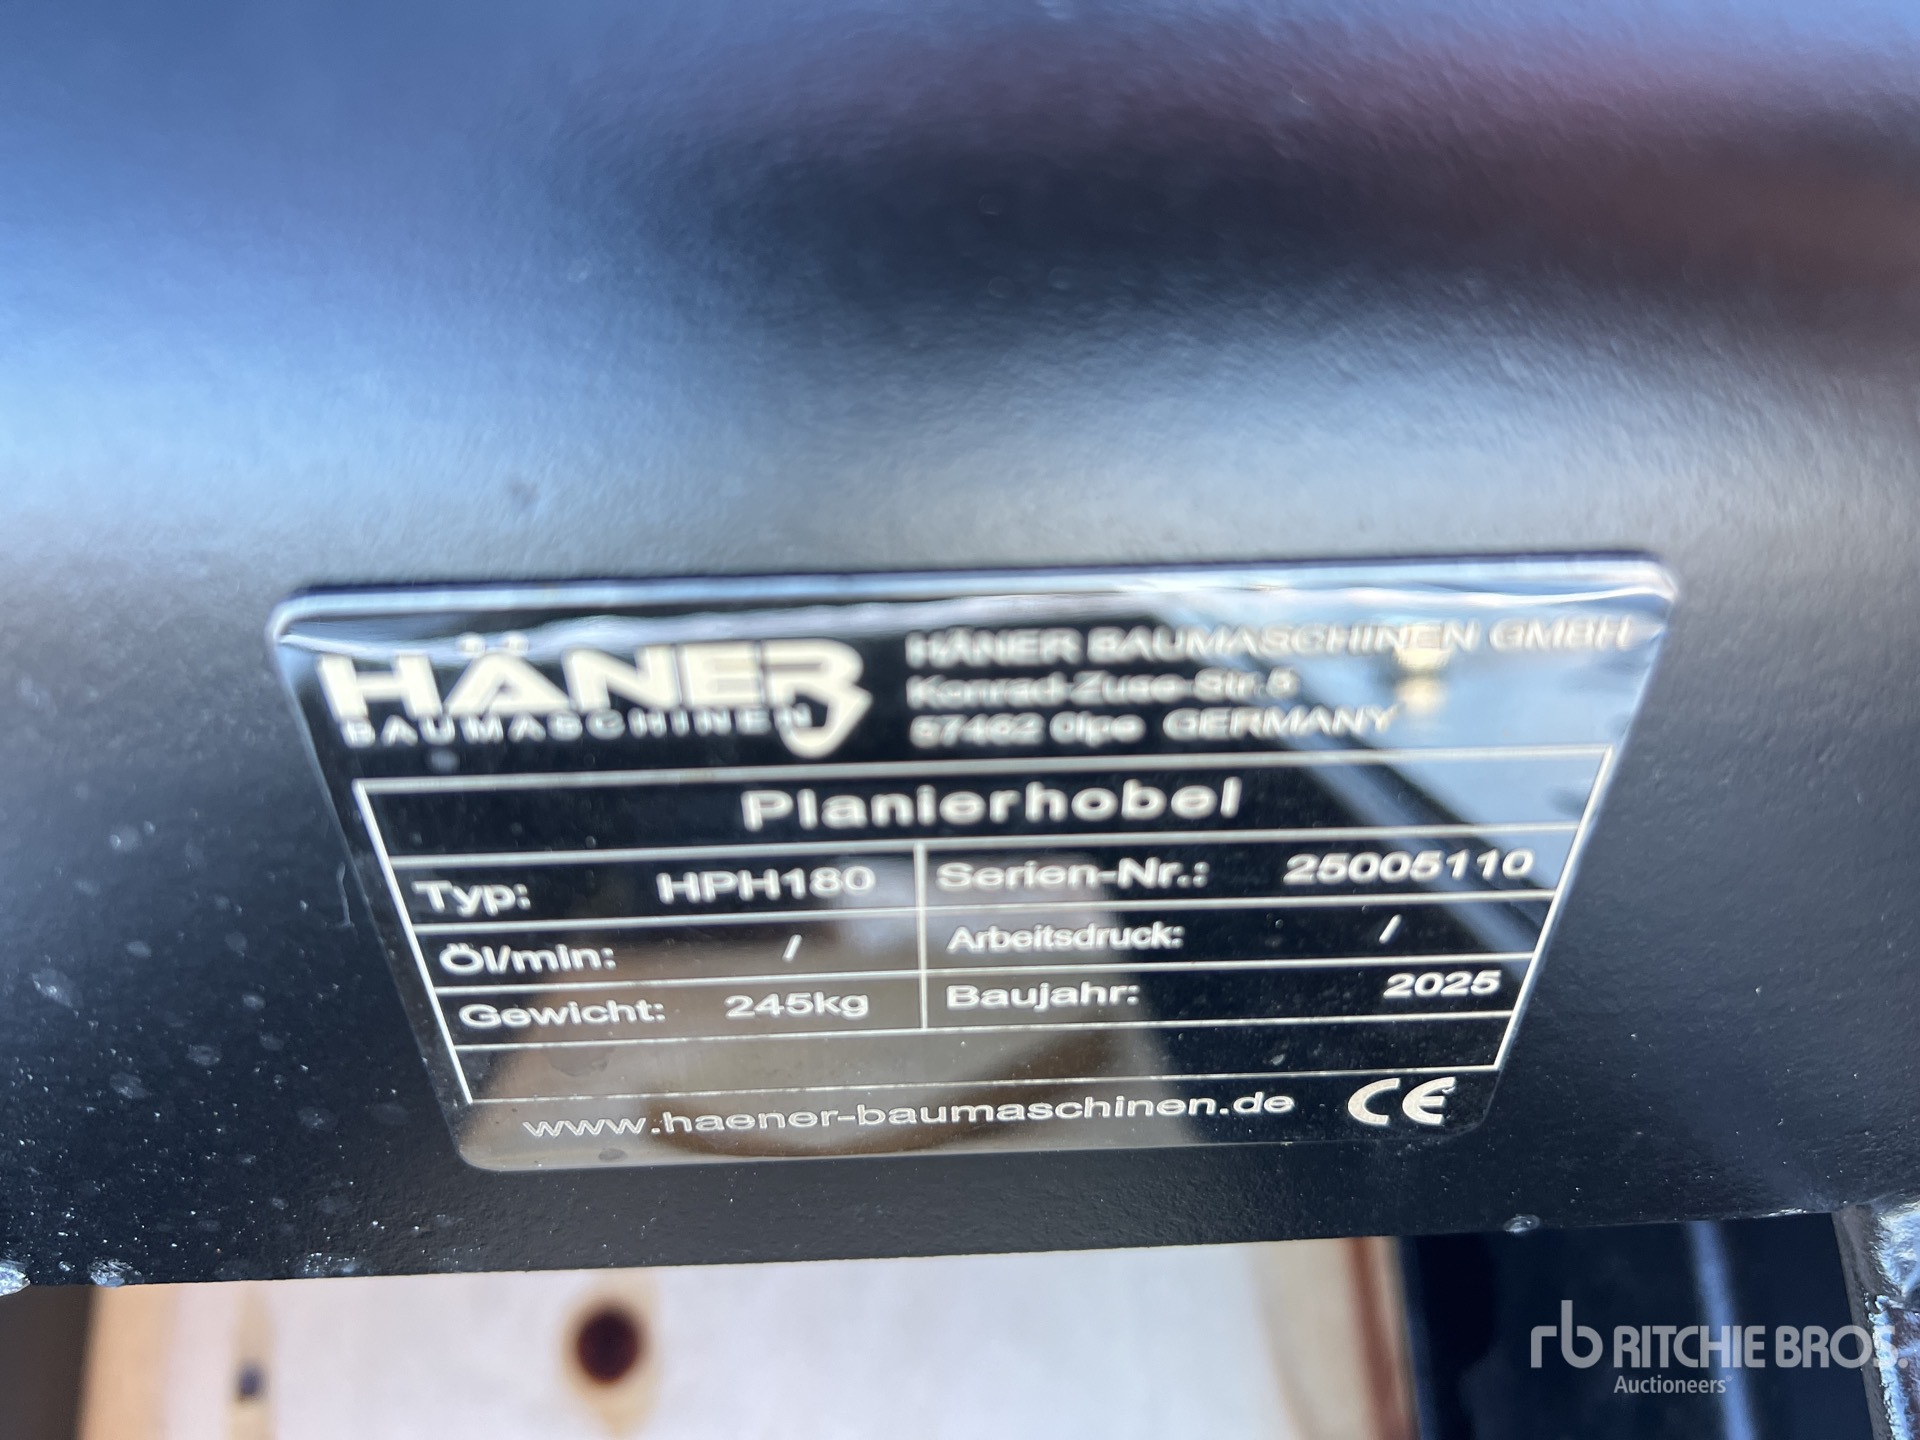 HÄNER
BAUMASCHINEN
HÄNER BAUMASCHINEN GMBH
Konrad-Zuse-Str.5
57462 Olpe GERMANY
Planierhobel
Typ: HPH180
Serien-Nr.: 25005110
Öl/min: /
Arbeitsdruck: /
Gewicht: 245kg
Baujahr: 2025
www.haener-baumaschinen.de CE
rb RITCHIE BROS.
Auctioneers